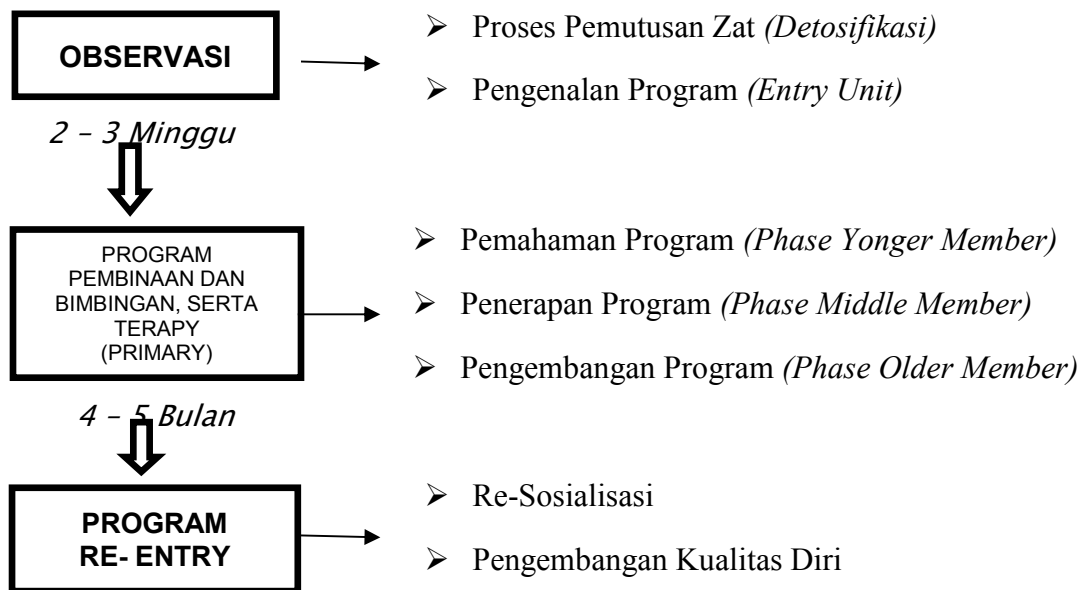 OBSERVASI
➢ Proses Pemutusan Zat (Detosifikasi)
➢ Pengenalan Program (Entry Unit)
2 – 3 Minggu
PROGRAM
PEMBINAAN DAN
BIMBINGAN, SERTA
TERAPY
(PRIMARY)
➢ Pemahaman Program (Phase Yonger Member)
➢ Penerapan Program (Phase Middle Member)
➢ Pengembangan Program (Phase Older Member)
4 – 5 Bulan
PROGRAM
RE- ENTRY
➢ Re-Sosialisasi
➢ Pengembangan Kualitas Diri